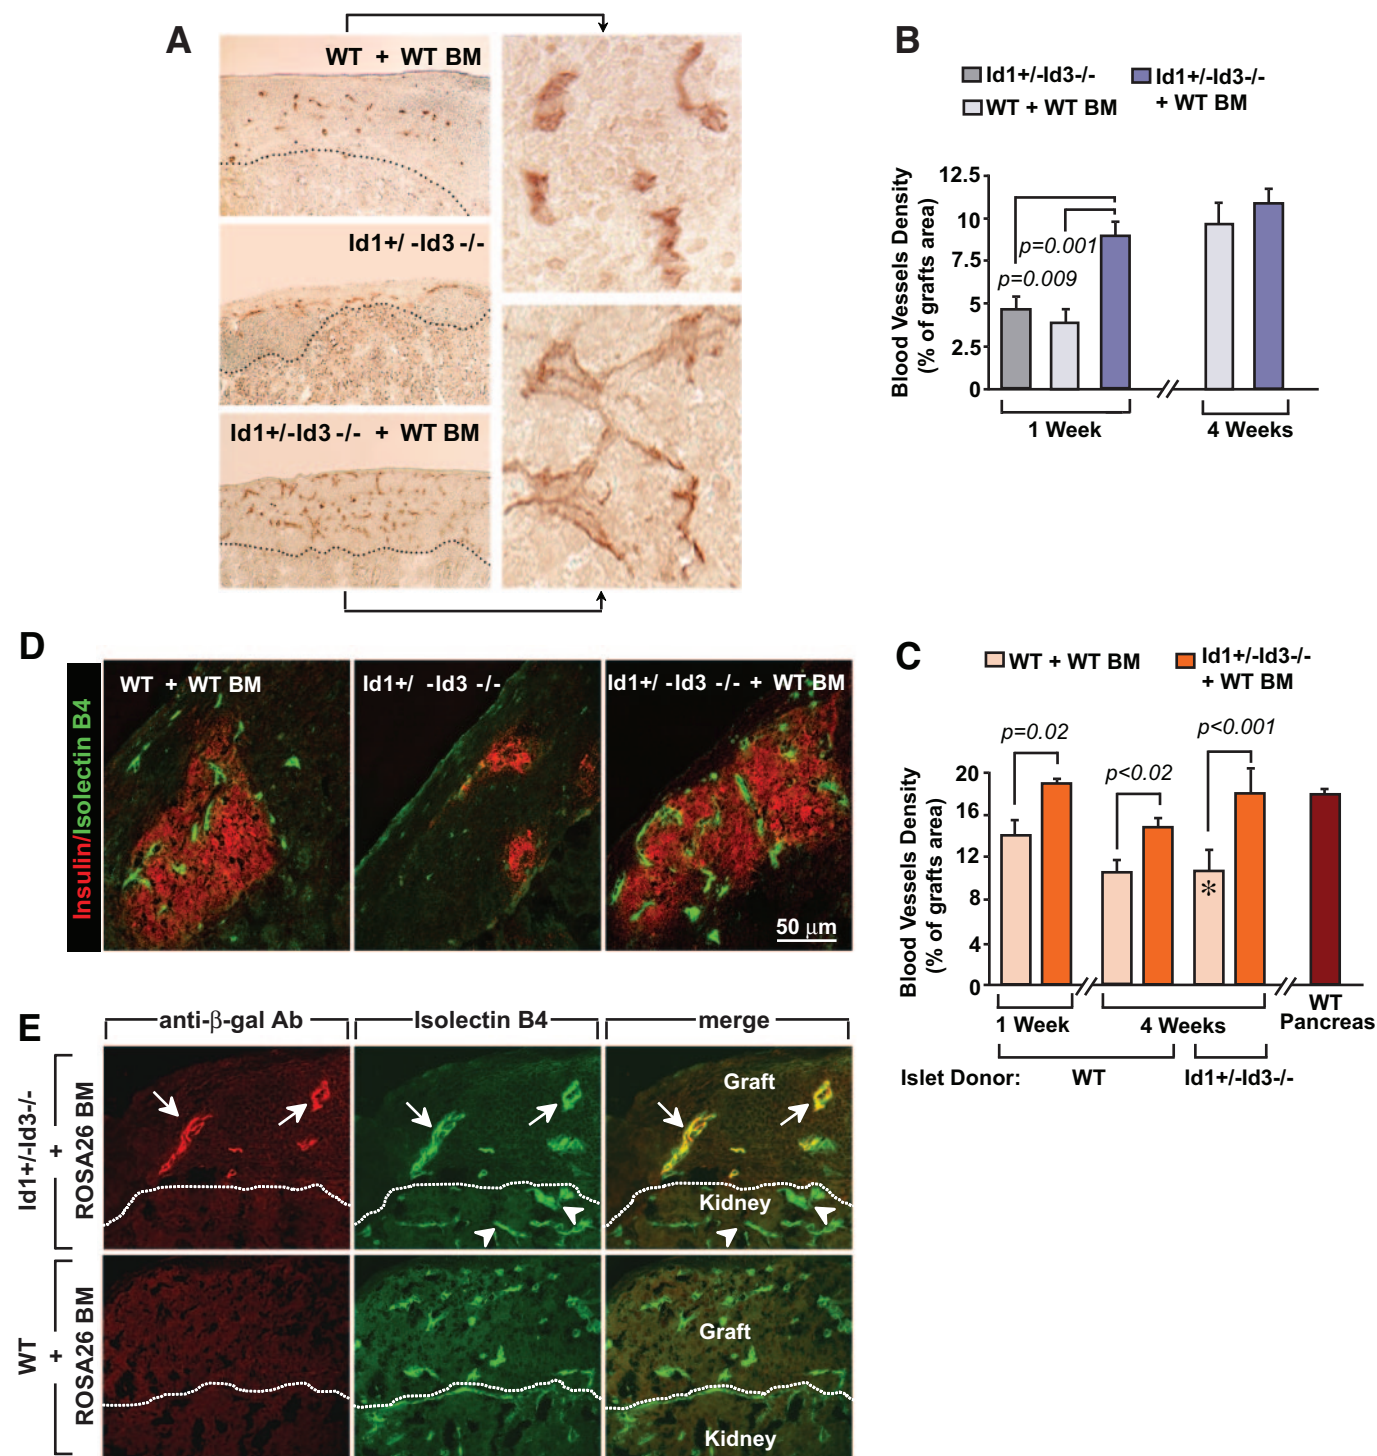 A
WT + WT BM
Id1+/ -Id3 -/-
Id1+/-Id3 -/- + WT BM
B
Id1+/-Id3-/-
WT + WT BM
Id1+/-Id3-/-
+ WT BM
Blood Vessels Density
(% of grafts area)
12.5
10
7.5
5
2.5
0
p=0.001
p=0.009
1 Week
4 Weeks
C
WT + WT BM
Id1+/-Id3-/-
+ WT BM
Blood Vessels Density
(% of grafts area)
20
16
12
8
4
0
p=0.02
p<0.02
p<0.001
*
1 Week
4 Weeks
WT
Pancreas
Islet Donor:
WT
Id1+/-Id3-/-
D
Insulin/Isolectin B4
WT + WT BM
Id1+/ -Id3 -/-
Id1+/ -Id3 -/- + WT BM
50 µm
E
anti-β-gal Ab
Isolectin B4
merge
Id1+/-Id3-/-
+
ROSA26 BM
Graft
Kidney
WT
+
ROSA26 BM
Graft
Kidney